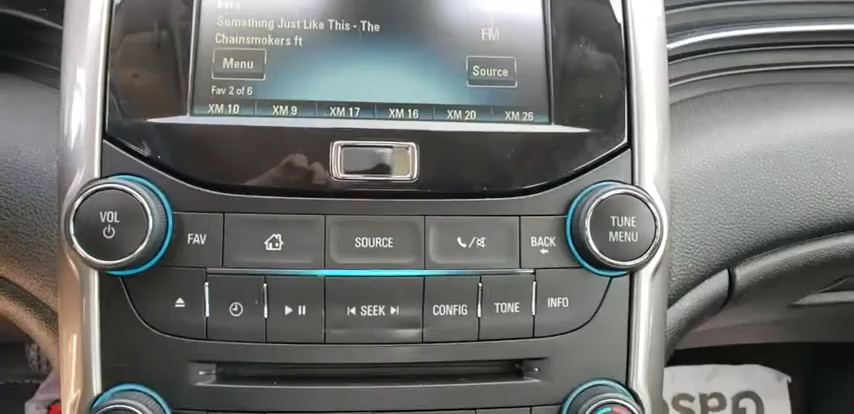 Something Just Like This - The
Chainsmokers ft
FM
Menu
Source
Fav 2 of 6
XM 10 XM 9 XM 17 XM 16 XM 20 XM 26
VOL
FAV
SOURCE
BACK
TUNE
MENU
SEEK
CONFIG
TONE
INFO